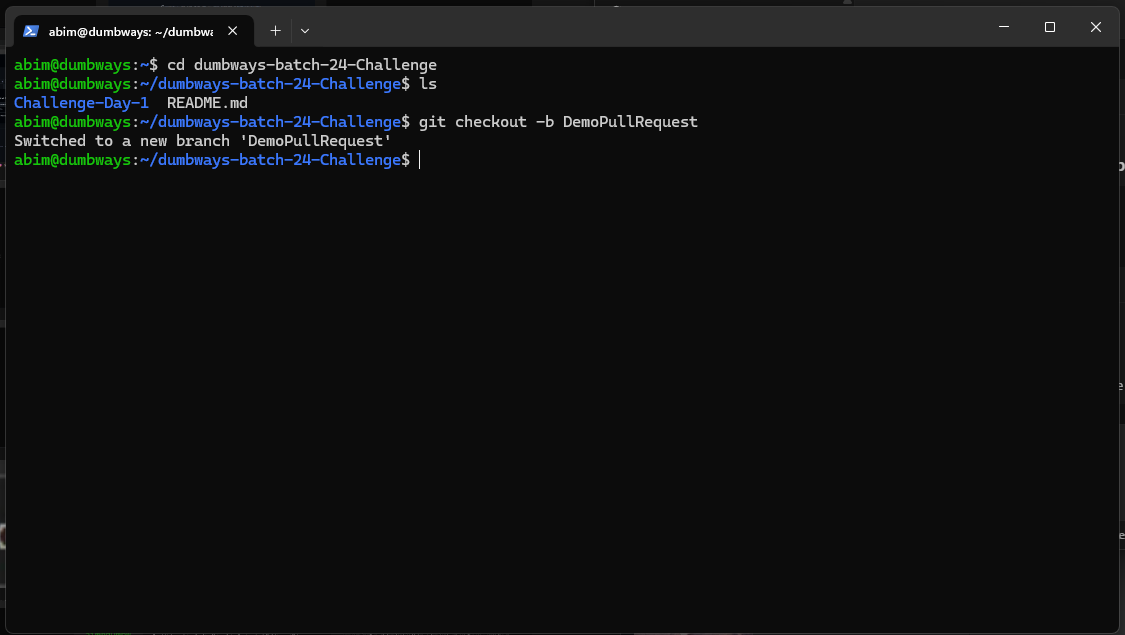 abim@dumbways: ~/dumbwa
abim@dumbways:~$ cd dumbways-batch-24-Challenge
abim@dumbways:~/dumbways-batch-24-Challenge$ ls
Challenge-Day-1  README.md
abim@dumbways:~/dumbways-batch-24-Challenge$ git checkout -b DemoPullRequest
Switched to a new branch 'DemoPullRequest'
abim@dumbways:~/dumbways-batch-24-Challenge$